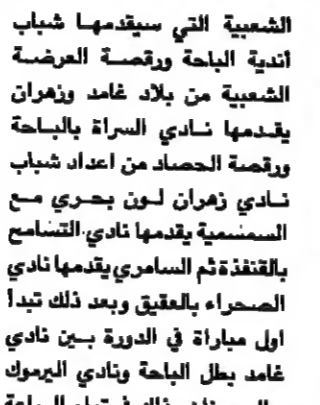 الشعبية التي سيقدمها شباب
أندية الباحة ورقصة العرضة
الشعبية من بلاد غامد وزهران
يقدمها نادي السراة بالباحة
ورقصة الحصاد من اعداد شباب
نادي زهران لون بحري مع
السمسمية يقدمها نادي التسامح
بالقنفذة ثم السامري يقدمها نادي
الصحراء بالعقيق وبعد ذلك تبدأ
اول مباراة في الدورة بين نادي
غامد بطل الباحة ونادي اليرموك